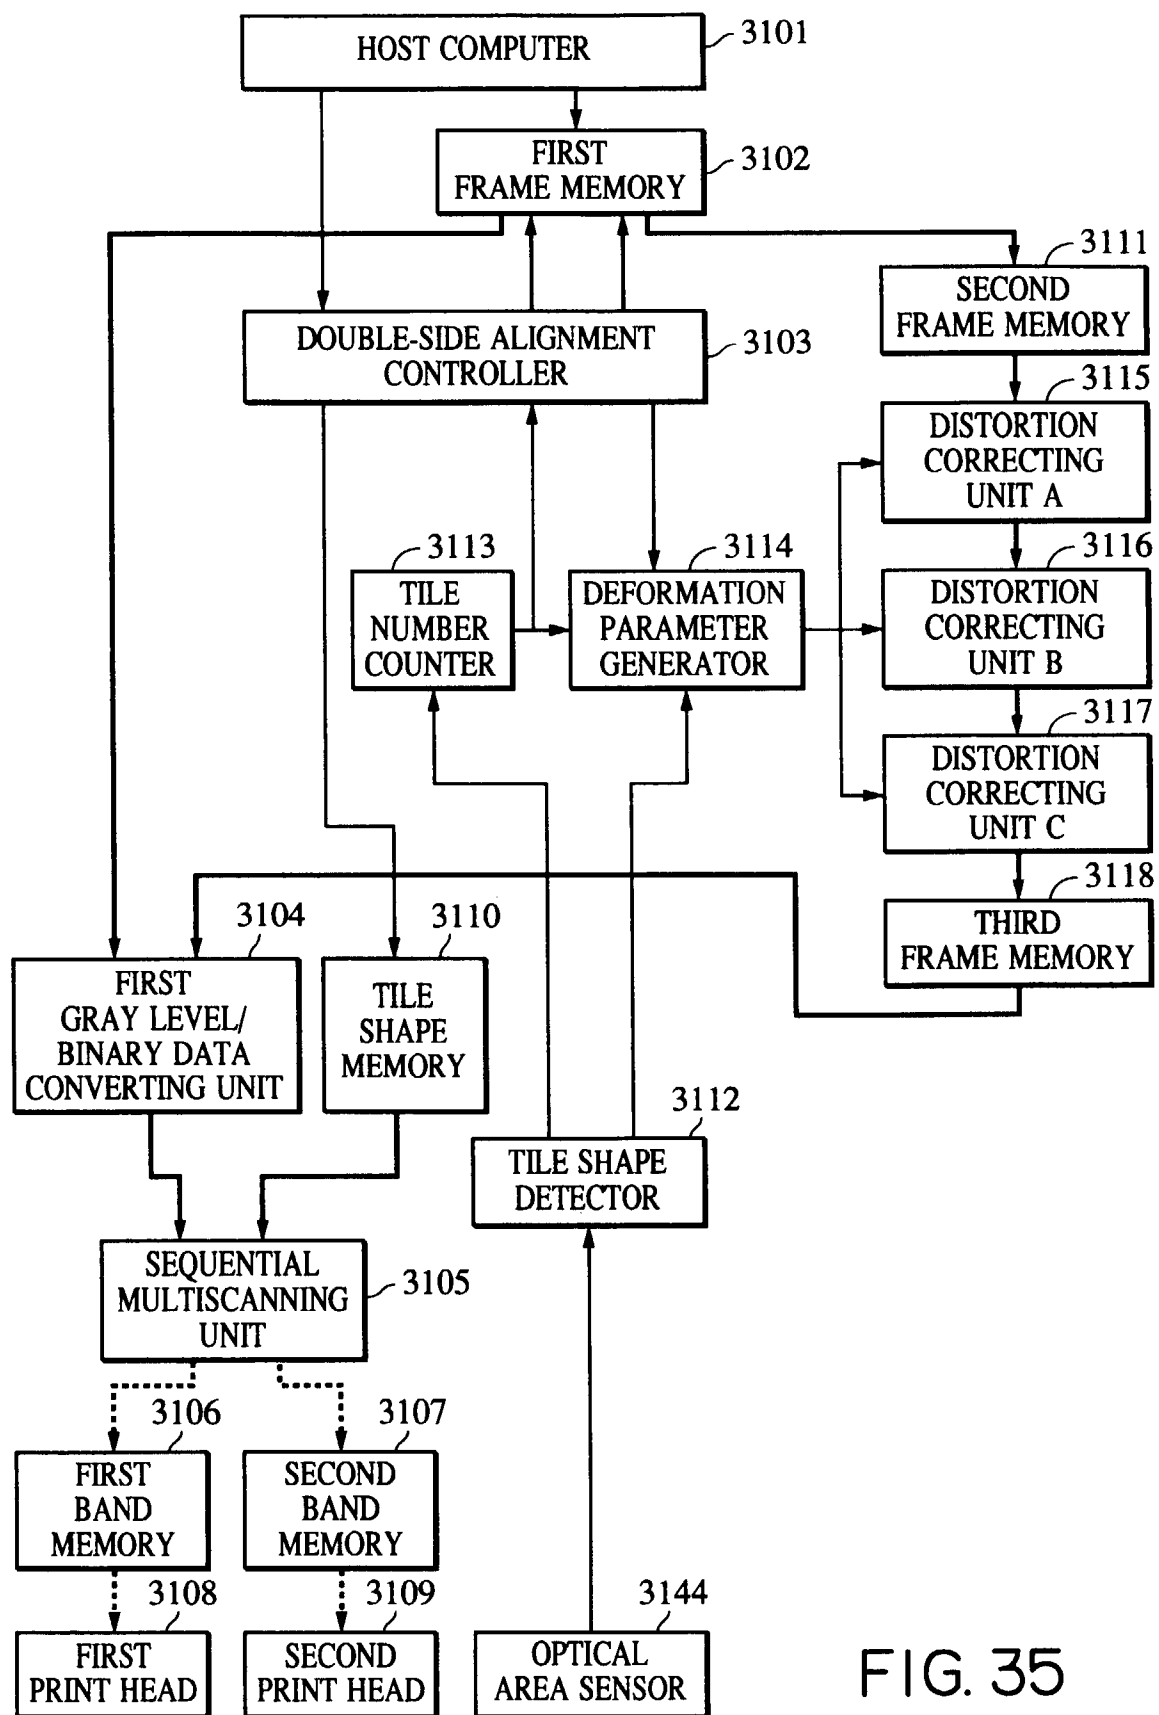 HOST COMPUTER
3101
FIRST
FRAME MEMORY
3102
3111
SECOND
FRAME MEMORY
DOUBLE-SIDE ALIGNMENT
CONTROLLER
3103
3115
DISTORTION
CORRECTING
UNIT A
3113
TILE
NUMBER
COUNTER
3114
DEFORMATION
PARAMETER
GENERATOR
3116
DISTORTION
CORRECTING
UNIT B
3117
DISTORTION
CORRECTING
UNIT C
3118
THIRD
FRAME MEMORY
3104
FIRST
GRAY LEVEL/
BINARY DATA
CONVERTING UNIT
3110
TILE
SHAPE
MEMORY
3112
TILE SHAPE
DETECTOR
SEQUENTIAL
MULTISCANNING
UNIT
3105
3106
FIRST
BAND
MEMORY
3107
SECOND
BAND
MEMORY
3108
FIRST
PRINT HEAD
3109
SECOND
PRINT HEAD
3144
OPTICAL
AREA SENSOR
FIG. 35